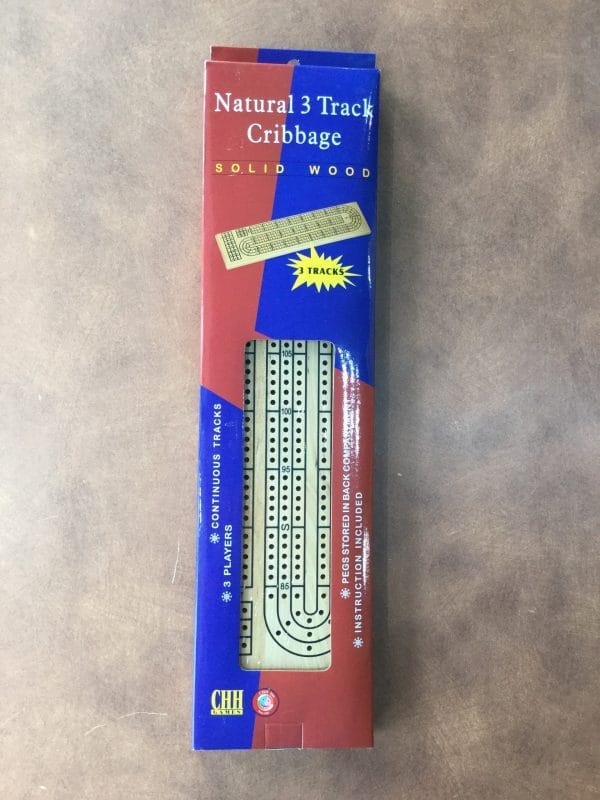 Natural 3 Track
Cribbage
SOLID WOOD
3 TRACKS
105
100
95
S
85
✳ CONTINUOUS TRACKS
✳ 3 PLAYERS
✳ PEGS STORED IN BACK COMPARTMENT
✳ INSTRUCTION INCLUDED
CHH
GAMES